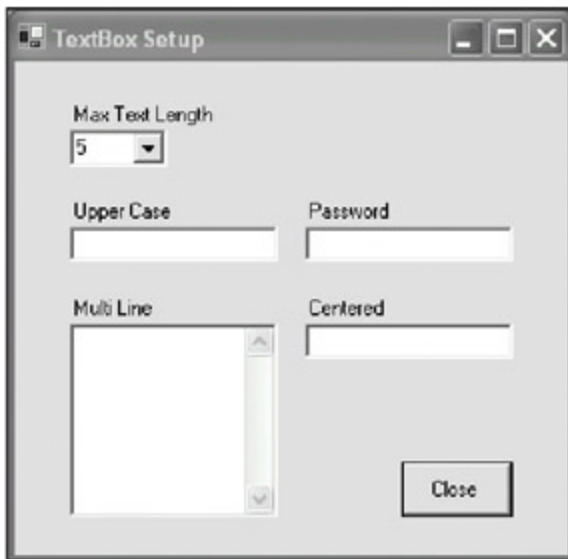 TextBox Setup
Max Text Length
5
Upper Case
Password
Multi Line
Centered
Close